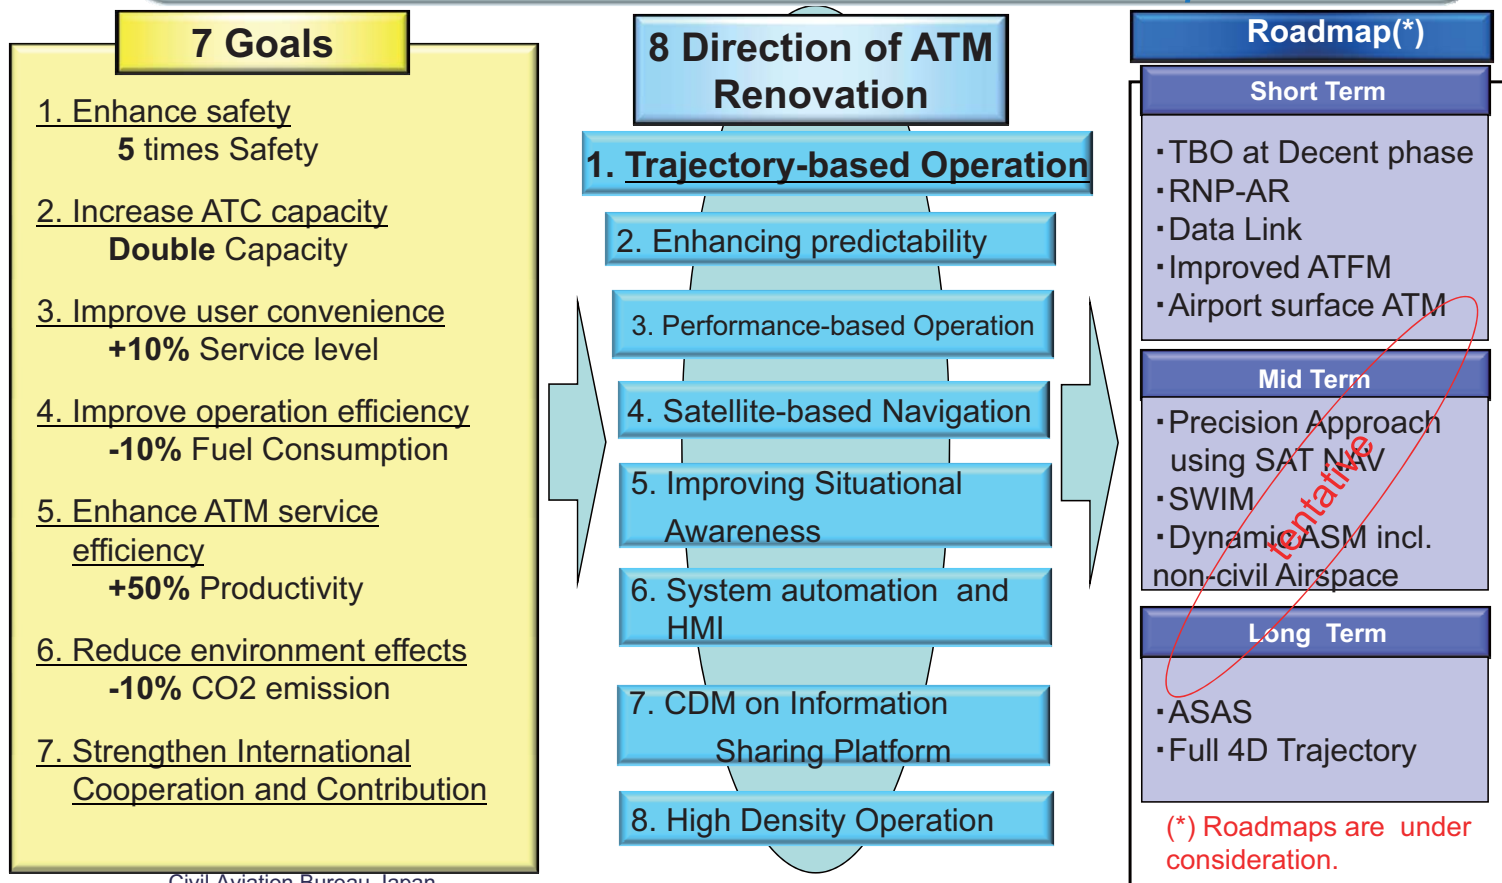 7 Goals
1. Enhance safety
5 times Safety
2. Increase ATC capacity
Double Capacity
3. Improve user convenience
+10% Service level
4. Improve operation efficiency
-10% Fuel Consumption
5. Enhance ATM service
efficiency
+50% Productivity
6. Reduce environment effects
-10% CO2 emission
7. Strengthen International
Cooperation and Contribution
Civil Aviation Bureau Japan
8 Direction of ATM
Renovation
1. Trajectory-based Operation
2. Enhancing predictability
3. Performance-based Operation
4. Satellite-based Navigation
5. Improving Situational
Awareness
6. System automation and
HMI
7. CDM on Information
Sharing Platform
8. High Density Operation
Roadmap(*)
Short Term
・TBO at Decent phase
・RNP-AR
・Data Link
・Improved ATFM
・Airport surface ATM
Mid Term
・Precision Approach
using SAT NAV
・SWIM
・Dynamic ASM incl.
non-civil Airspace
Long Term
・ASAS
・Full 4D Trajectory
tentative
(*) Roadmaps are under
consideration.